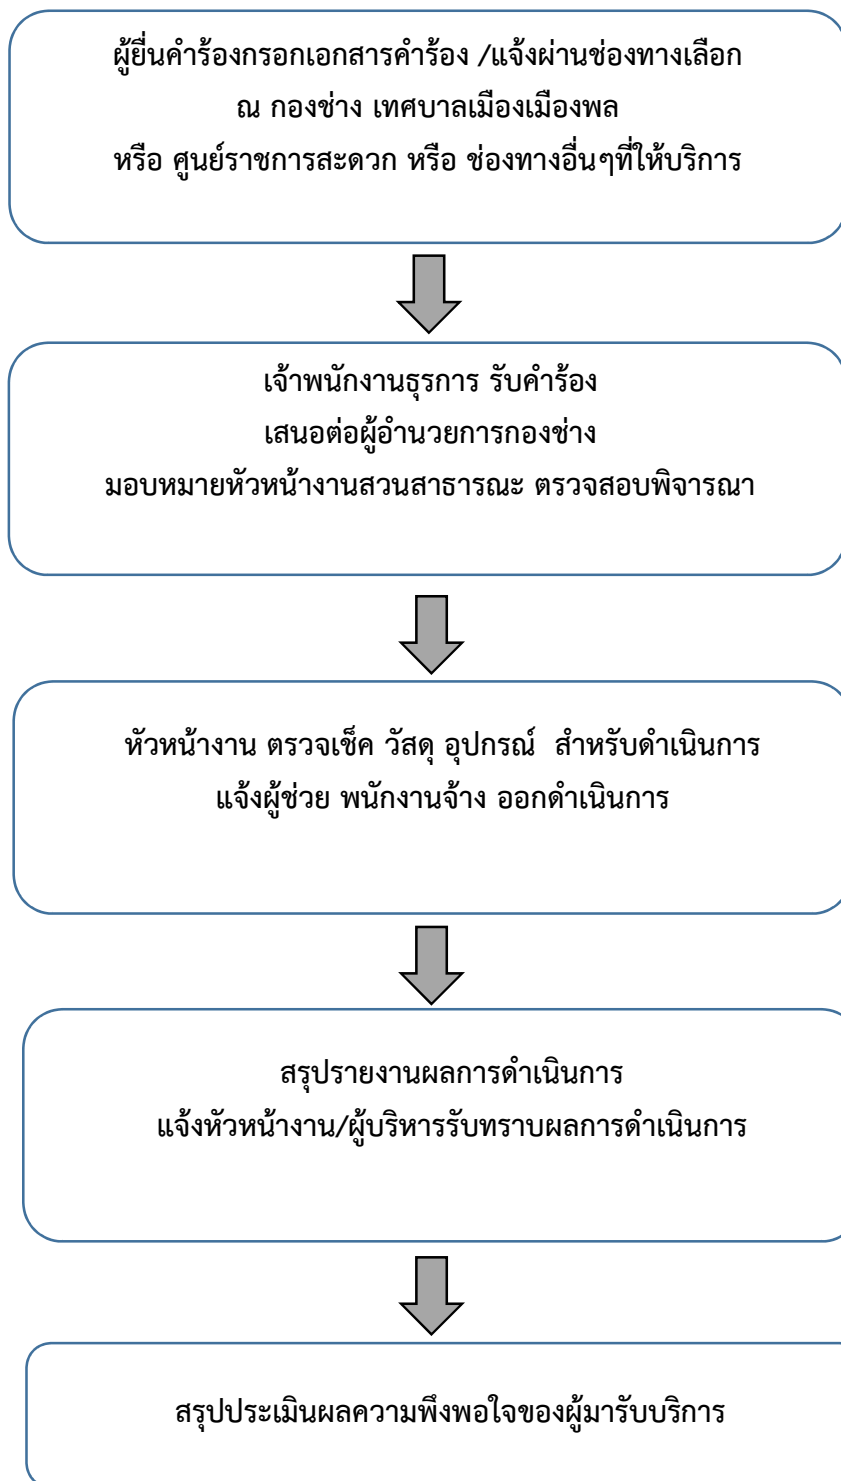 ผู้ยื่นคำร้องกรอกเอกสารคำร้อง /แจ้งผ่านช่องทางเลือก
ณ กองช่าง เทศบาลเมืองเมืองพล
หรือ ศูนย์ราชการสะดวก หรือ ช่องทางอื่นๆที่ให้บริการ
เจ้าพนักงานธุรการ รับคำร้อง
เสนอต่อผู้อำนวยการกองช่าง
มอบหมายหัวหน้างานสวนสาธารณะ ตรวจสอบพิจารณา
หัวหน้างาน ตรวจเช็ค วัสดุ อุปกรณ์  สำหรับดำเนินการ
แจ้งผู้ช่วย พนักงานจ้าง ออกดำเนินการ
สรุปรายงานผลการดำเนินการ
แจ้งหัวหน้างาน/ผู้บริหารรับทราบผลการดำเนินการ
สรุปประเมินผลความพึงพอใจของผู้มารับบริการ